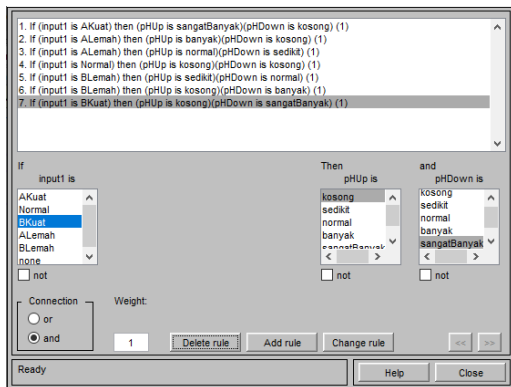 1. If (input1 is AKuat) then (pHUp is sangatBanyak)(pHDown is kosong) (1)
2. If (input1 is ALemah) then (pHUp is banyak)(pHDown is kosong) (1)
3. If (input1 is ALemah) then (pHUp is normal)(pHDown is sedikit) (1)
4. If (input1 is Normal) then (pHUp is kosong)(pHDown is kosong) (1)
5. If (input1 is BLemah) then (pHUp is sedikit)(pHDown is normal) (1)
6. If (input1 is BLemah) then (pHUp is kosong)(pHDown is banyak) (1)
7. If (input1 is BKuat) then (pHUp is kosong)(pHDown is sangatBanyak) (1)
If
input1 is
Then
pHUp is
and
pHDown is
AKuat
Normal
BKuat
ALemah
BLemah
none
kosong
sedikit
normal
banyak
sangatBanyak
kosong
sedikit
normal
banyak
sangatBanyak
not
not
not
Connection
or
and
Weight:
1
Delete rule
Add rule
Change rule
<<
>>
Ready
Help
Close